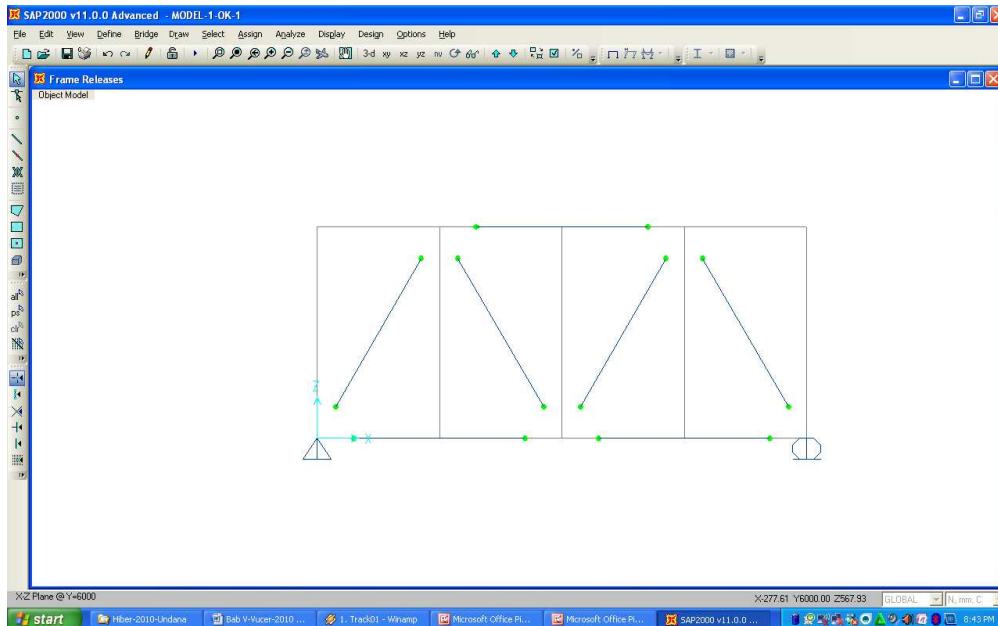 SAP2000 v11.0.0 Advanced - MODEL-1-OK-1
File Edit View Define Bridge Draw Select Assign Analyze Display Design Options Help
3-d xy xz yz nv
Frame Releases
Object Model
all
ps
clr
Z
X
X-Z Plane @ Y=6000
X-277.61 Y6000.00 Z567.93
GLOBAL
N, mm, C
start
Hiber-2010-Undana
Bab V-Vucer-2010 ...
1. Track01 - Winamp
Microsoft Office Pi...
Microsoft Office Pi...
SAP2000 v11.0.0 ...
8:43 PM